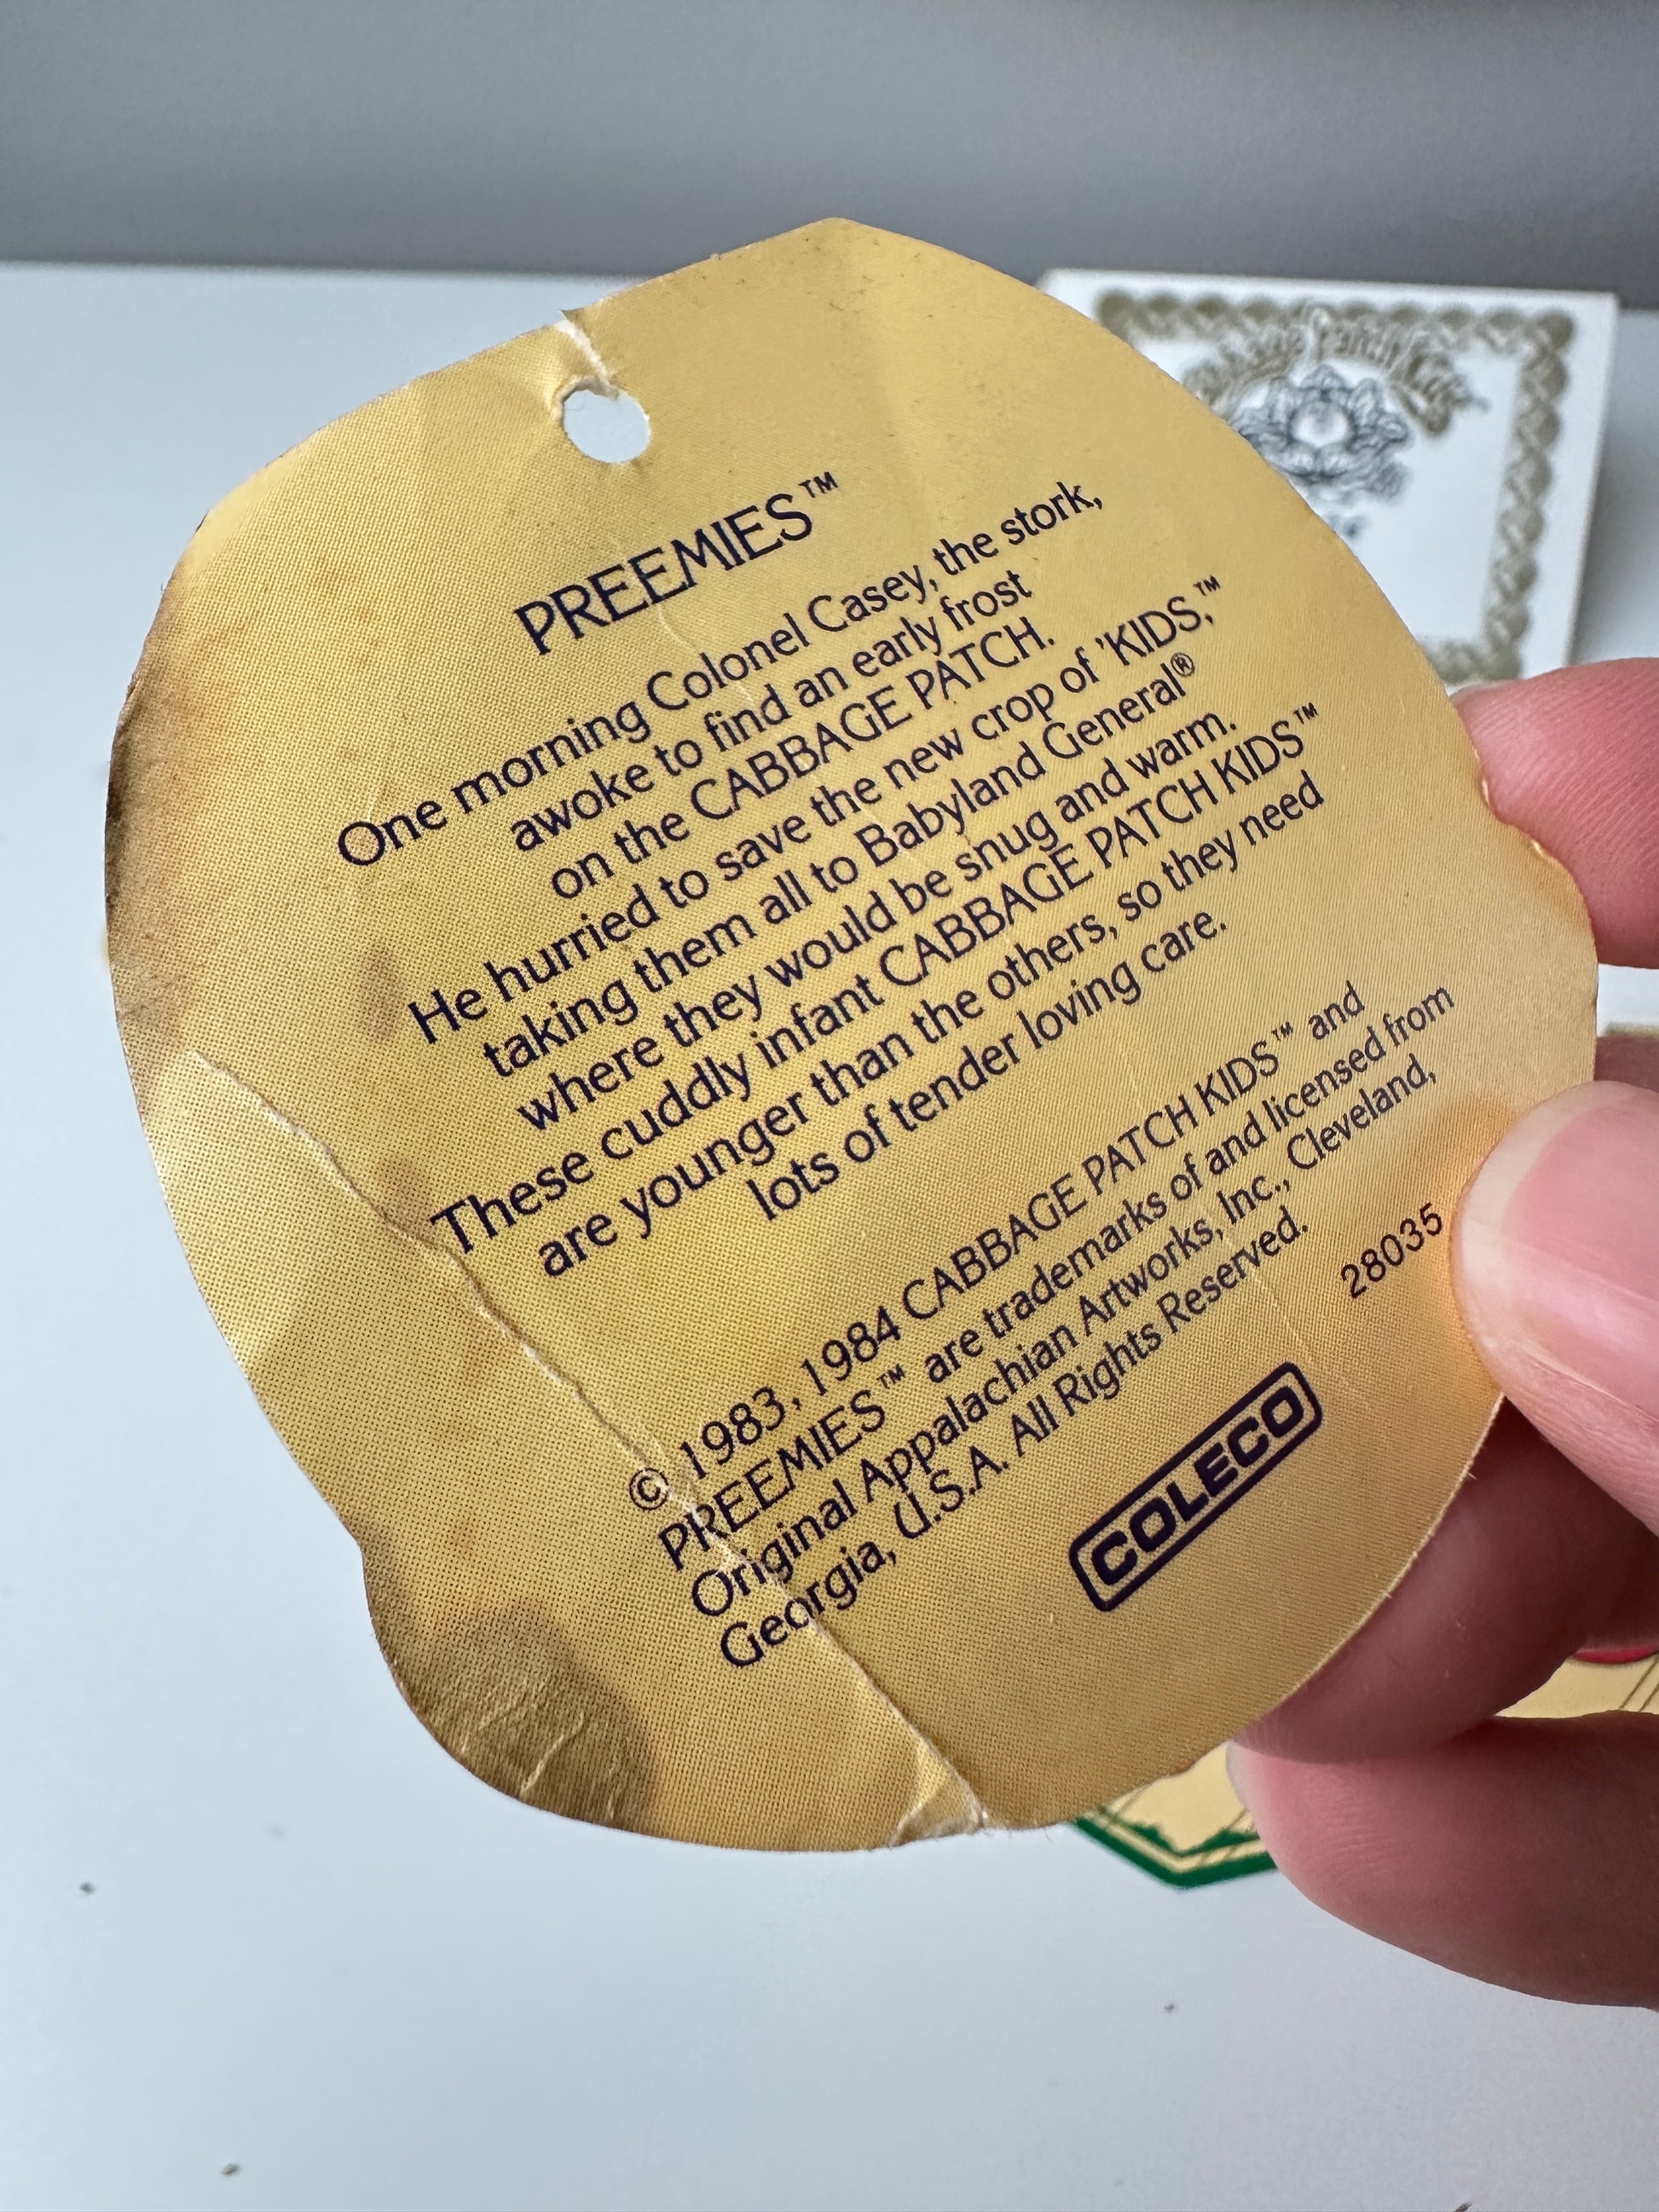 PREEMIES™
One morning Colonel Casey, the stork,
awoke to find an early frost
on the CABBAGE PATCH.
He hurried to save the new crop of 'KIDS,™
taking them all to Babyland General®
where they would be snug and warm.
These cuddly infant CABBAGE PATCH KIDS™
are younger than the others, so they need
lots of tender loving care.
© 1983, 1984 CABBAGE PATCH KIDS™ and
PREEMIES™ are trademarks of and licensed from
Original Appalachian Artworks, Inc., Cleveland,
Georgia, U.S.A. All Rights Reserved.
28035
COLECO
Cabbage Patch Kids